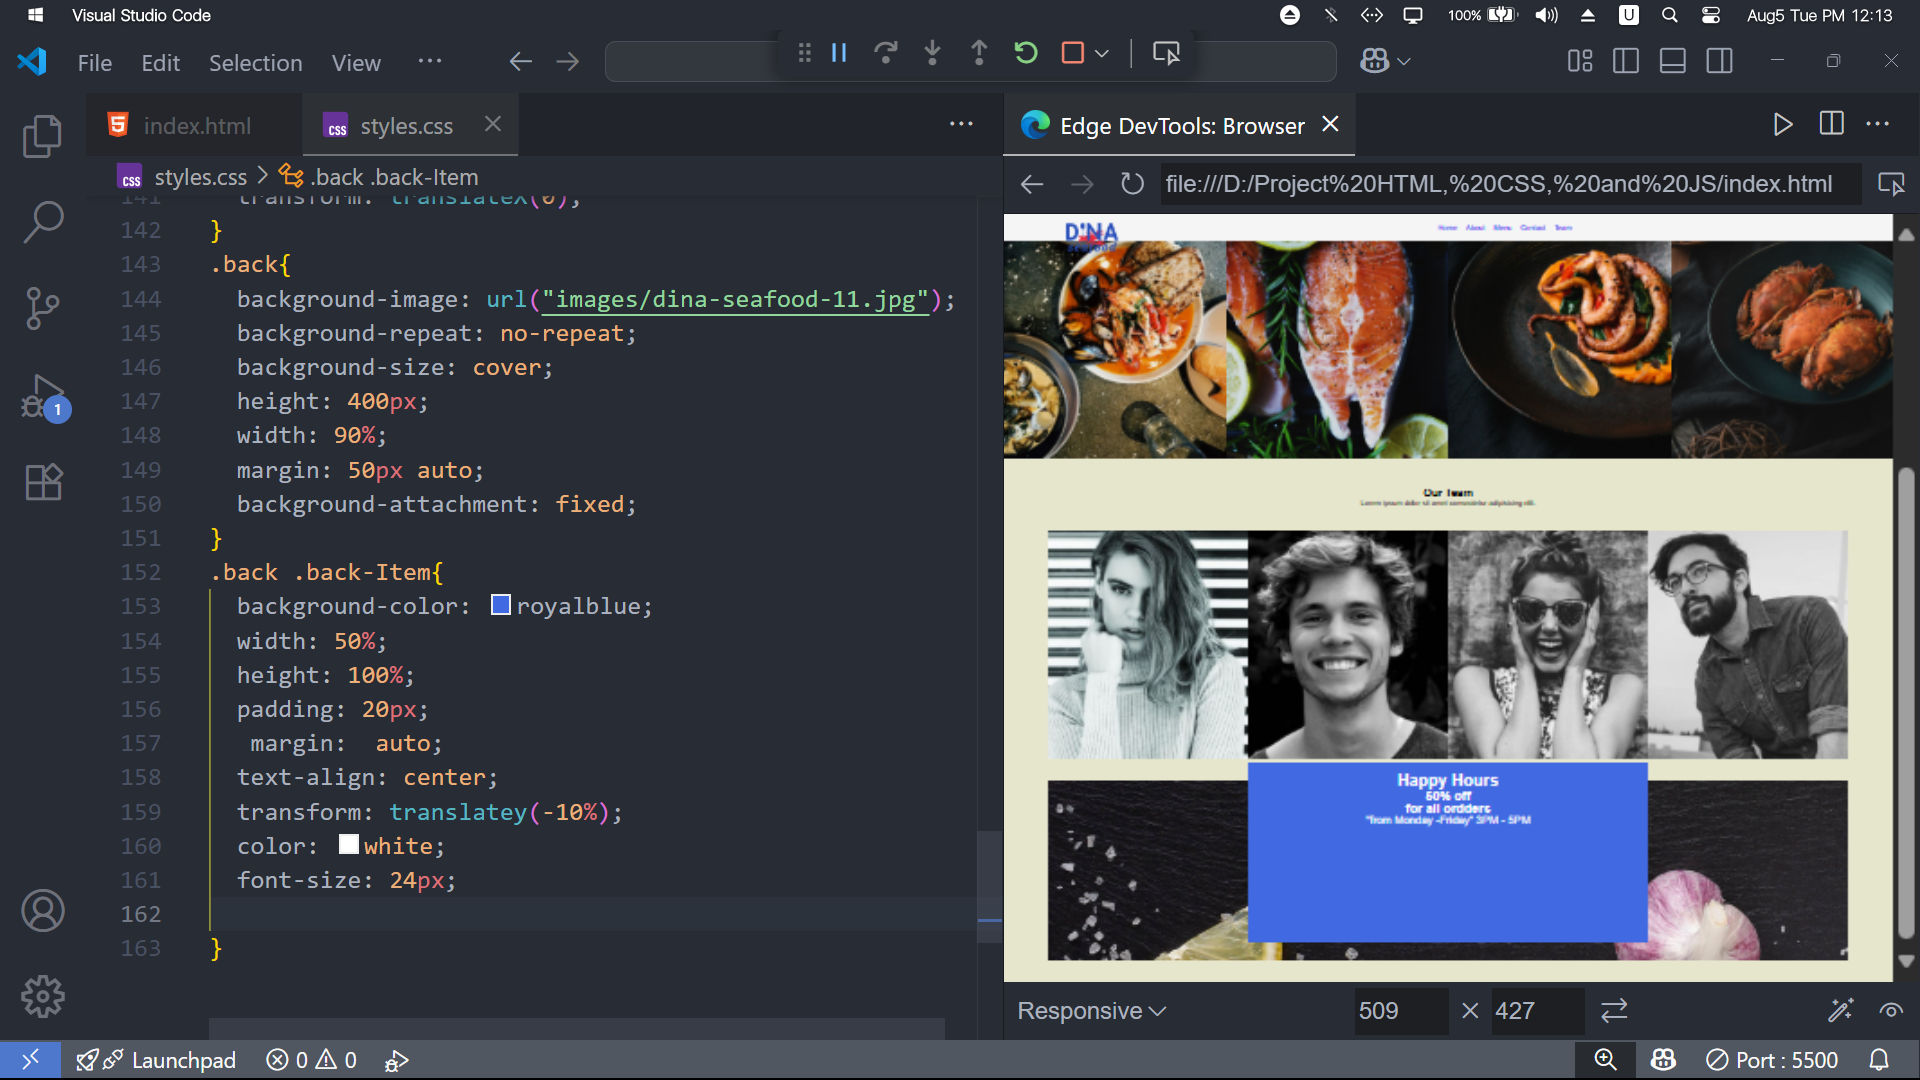 Visual Studio Code
100%
U
Aug5 Tue PM 12:13
File Edit Selection View ...
index.html
css styles.css
...
Edge DevTools: Browser
...
css styles.css > .back .back-Item
file:///D:/Project%20HTML,%20CSS,%20and%20JS/index.html
141 transform: translateX(0);
142 }
143 .back{
144 background-image: url("images/dina-seafood-11.jpg");
145 background-repeat: no-repeat;
146 background-size: cover;
147 height: 400px;
148 width: 90%;
149 margin: 50px auto;
150 background-attachment: fixed;
151 }
152 .back .back-Item{
153 background-color: royalblue;
154 width: 50%;
155 height: 100%;
156 padding: 20px;
157 margin:  auto;
158 text-align: center;
159 transform: translatey(-10%);
160 color: white;
161 font-size: 24px;
162
163 }
1
D'NA
Home About Menu Contact Team
Our Team
Lorem ipsum dolor sit amet consectetur adipisicing elit.
Happy Hours
50% off
for all ordders
"from Monday -Friday" 3PM - 5PM
Responsive
509 × 427
Launchpad
0 0
Port : 5500